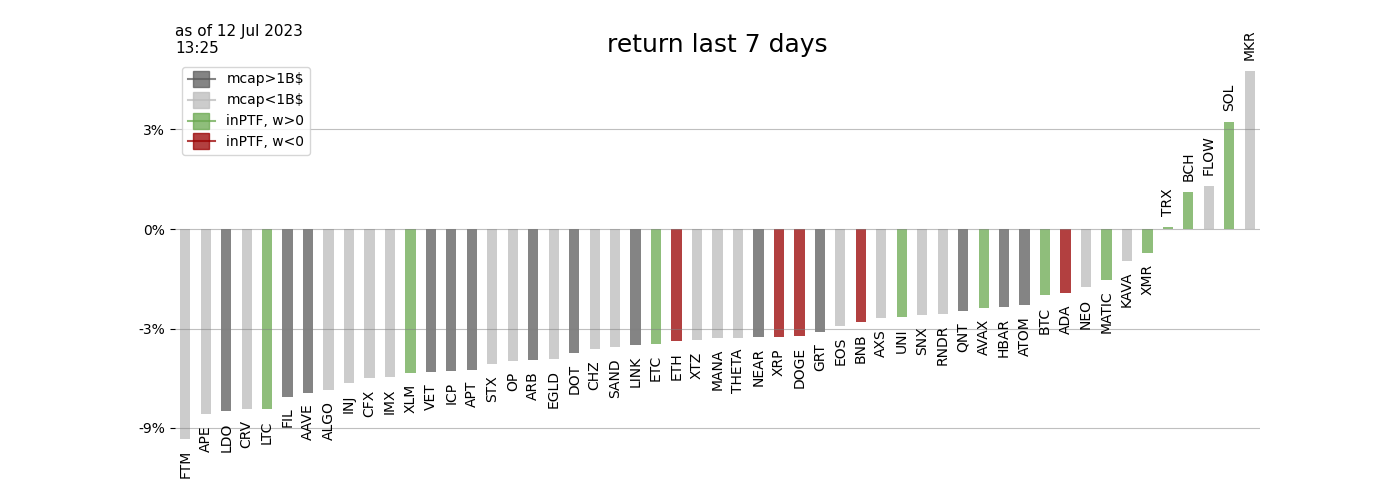 as of 12 Jul 2023
13:25
return last 7 days
mcap>1B$
mcap<1B$
inPTF, w>0
inPTF, w<0
3%
0%
-3%
-9%
FTM
APE
LDO
CRV
LTC
FIL
AAVE
ALGO
INJ
CFX
IMX
XLM
VET
ICP
APT
STX
OP
ARB
EGLD
DOT
CHZ
SAND
LINK
ETC
ETH
XTZ
MANA
THETA
NEAR
XRP
DOGE
GRT
EOS
BNB
AXS
UNI
SNX
RNDR
QNT
AVAX
HBAR
ATOM
BTC
ADA
NEO
MATIC
KAVA
XMR
TRX
BCH
FLOW
SOL
MKR